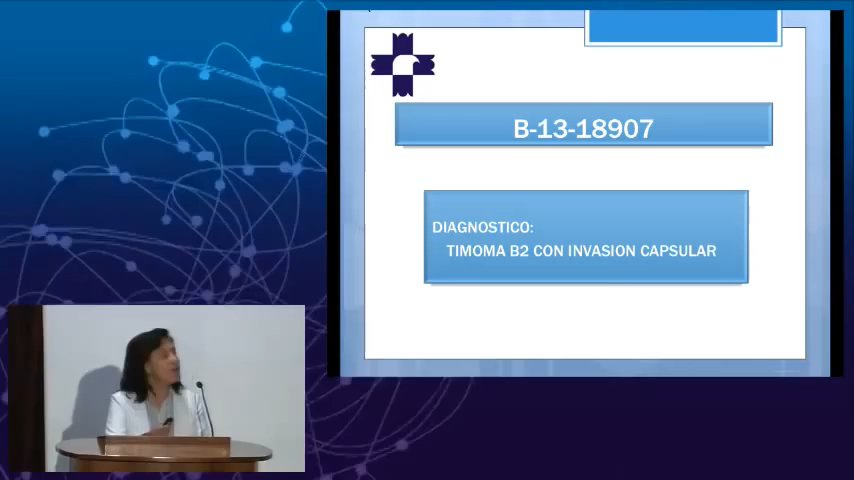 B-13-18907
DIAGNOSTICO:
TIMOMA B2 CON INVASION CAPSULAR